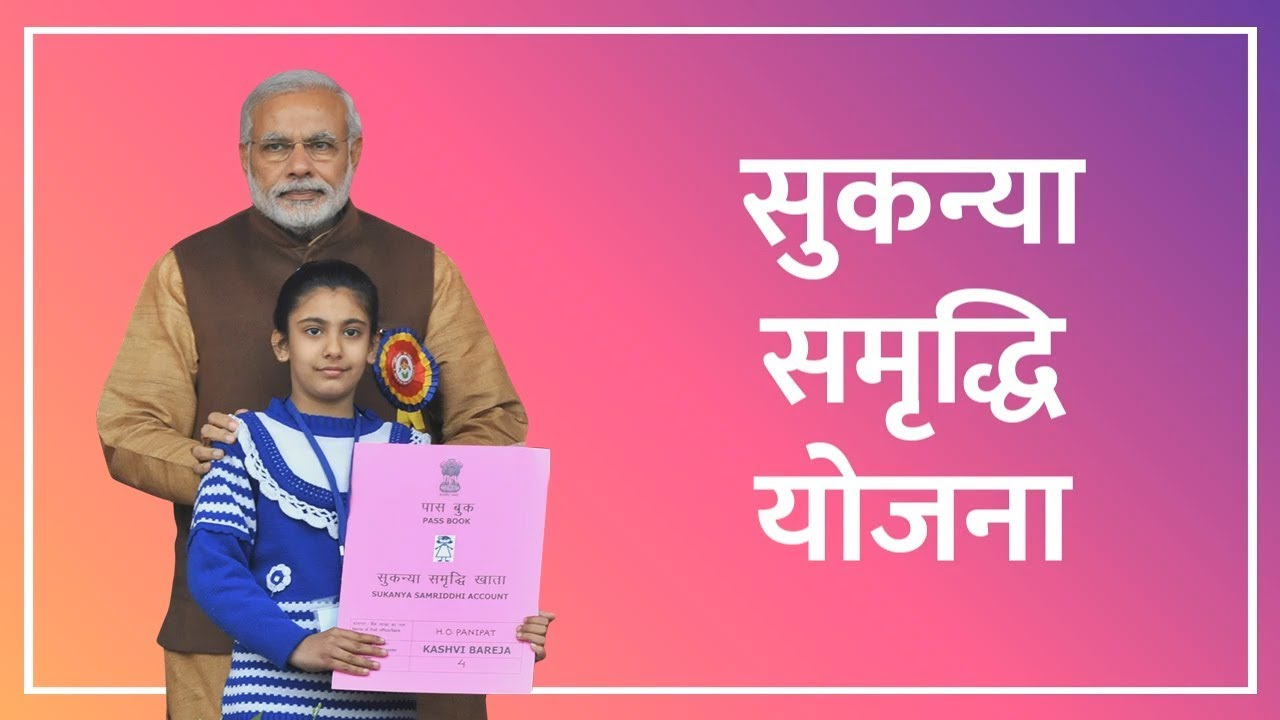 सुकन्या
समृद्धि
योजना
पास बुक
PASS BOOK
सुकन्या समृद्धि खाता
SUKANYA SAMRIDDHI ACCOUNT
H.O PANIPAT
KASHVI BAREJA
4